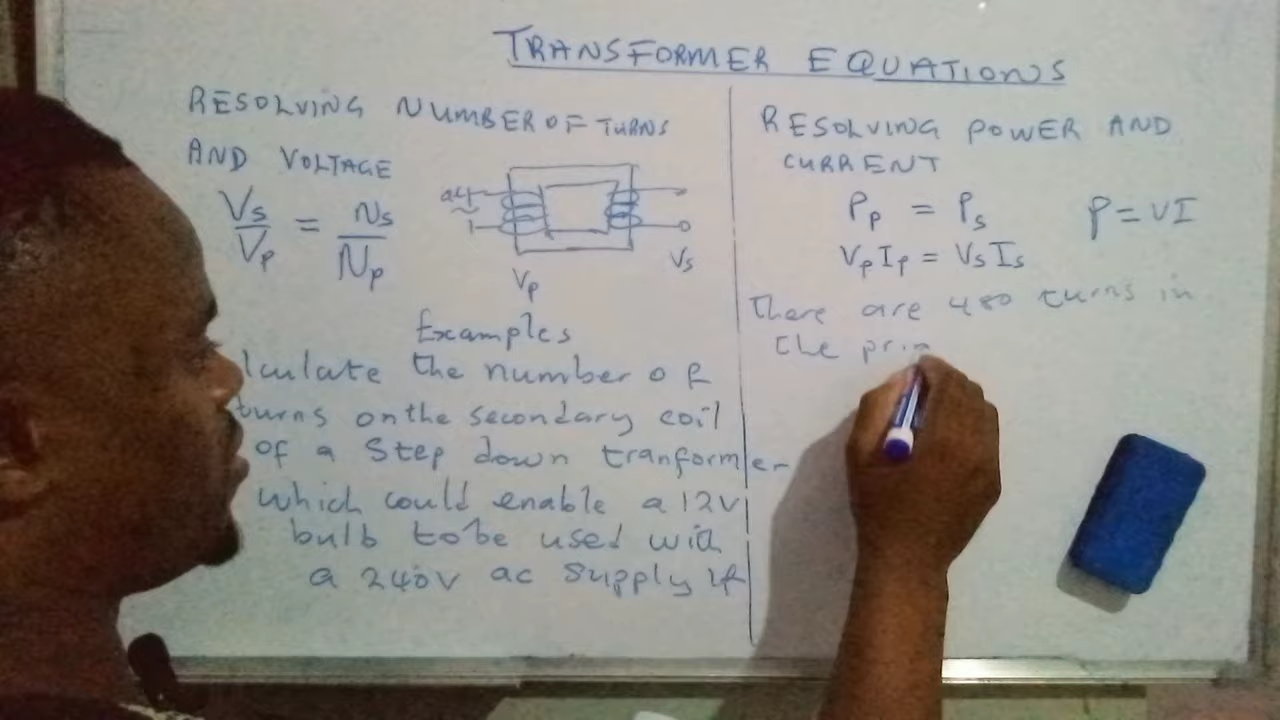 TRANSFORMER EQUATIONS
RESOLVING NUMBER OF TURNS
AND VOLTAGE
Vs/Vp = Ns/Np
Vp
Vs
Examples
lculate the number of
turns on the secondary coil
of a Step down tranformer
which could enable a 12V
bulb to be used with
a 240V ac Supply if
RESOLVING POWER AND
CURRENT
Pp = Ps
P = VI
VpIp = VsIs
there are 480 turns in
the prim